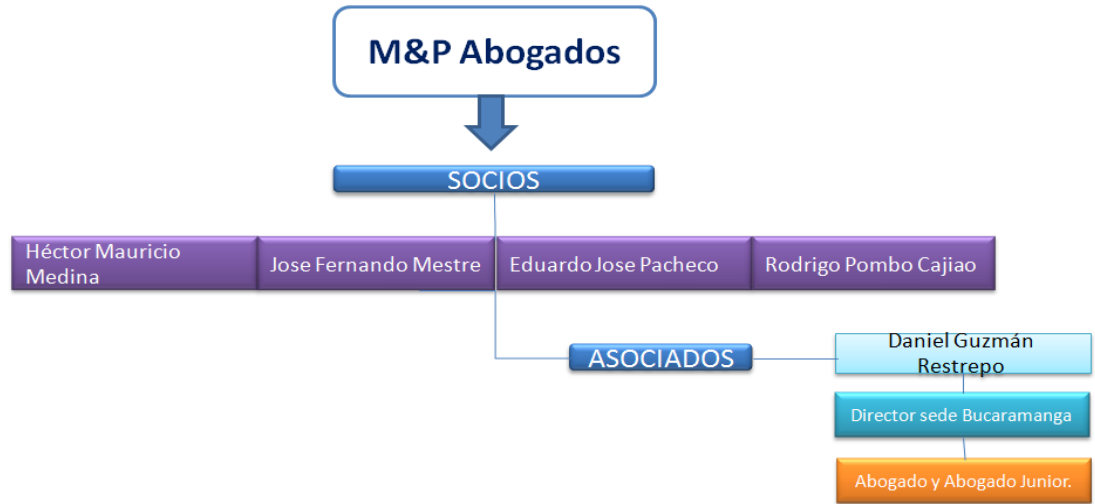 M&P Abogados
SOCIOS
Héctor Mauricio
Medina
Jose Fernando Mestre
Eduardo Jose Pacheco
Rodrigo Pombo Cajiao
ASOCIADOS
Daniel Guzmán
Restrepo
Director sede Bucaramanga
Abogado y Abogado Junior.